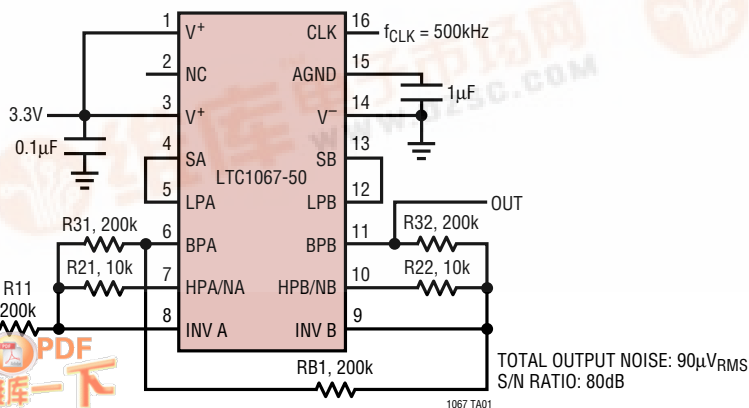 1 V+ CLK 16 fCLK = 500kHz
2 NC AGND 15
1µF
3.3V 3 V+ V− 14
0.1µF
4 SA SB 13
LTC1067-50
5 LPA LPB 12
OUT
R31, 200k 6 BPA BPB 11 R32, 200k
R21, 10k 7 HPA/NA HPB/NB 10 R22, 10k
R11
200k
8 INV A INV B 9
PDF
RB1, 200k
TOTAL OUTPUT NOISE: 90µVRMS
S/N RATIO: 80dB
1067 TA01